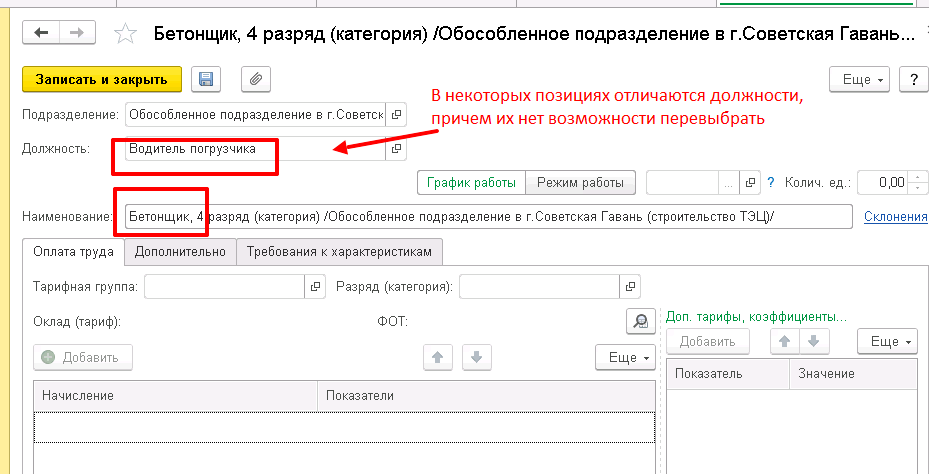 Бетонщик, 4 разряд (категория) /Обособленное подразделение в г.Советская Гавань...
Записать и закрыть
Еще
?
В некоторых позициях отличаются должности,
причем их нет возможности перевыбрать
Подразделение: Обособленное подразделение в г.Советск
Должность: Водитель погрузчика
График работы Режим работы ... ? Колич. ед.: 0,00
Наименование: Бетонщик, 4 разряд (категория) /Обособленное подразделение в г.Советская Гавань (строительство ТЭЦ)/ Склонения
Оплата труда Дополнительно Требования к характеристикам
Тарифная группа: Разряд (категория):
Оклад (тариф): ФОТ: Доп. тарифы, коэффициенты...
Добавить Еще Добавить Еще
Начисление Показатели Показатель Значение